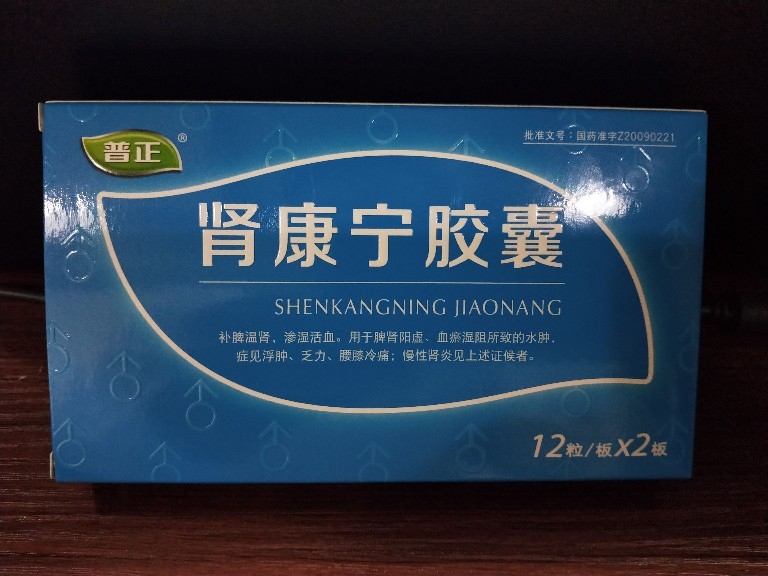 普正®
批准文号：国药准字Z20090221
肾康宁胶囊
SHENKANGNING JIAONANG
补脾温肾，渗湿活血。用于脾肾阳虚、血瘀湿阻所致的水肿，
症见浮肿、乏力、腰膝冷痛；慢性肾炎见上述证候者。
12粒/板X2板